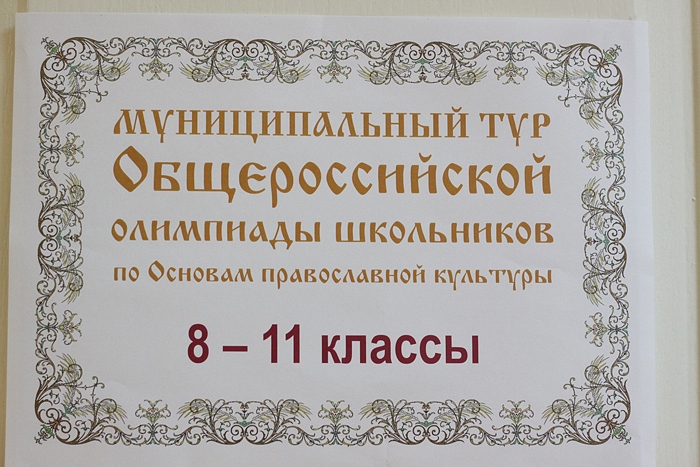 МУНИЦИПАЛЬНЫЙ ТУР
ОБЩЕРОССИЙСКОЙ
ОЛИМПИАДЫ ШКОЛЬНИКОВ
по Основам православной культуры
8 – 11 классы